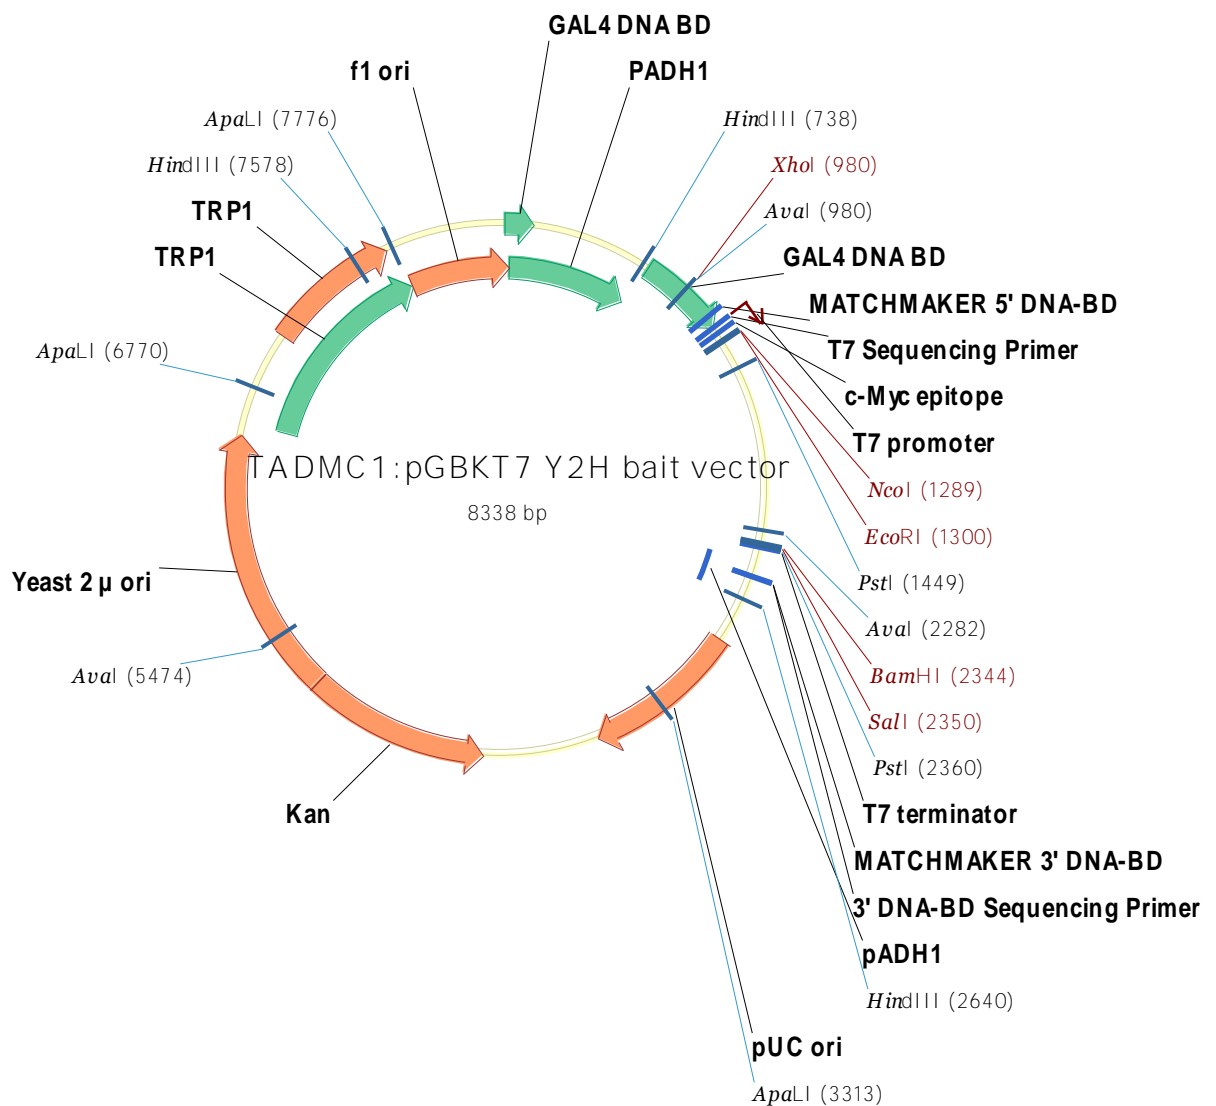 GAL4 DNA BD
f1 ori
PADH1
ApaLI (7776)
HindIII (738)
HindIII (7578)
XhoI (980)
TRP1
AvaI (980)
TRP1
GAL4 DNA BD
MATCHMAKER 5' DNA-BD
ApaLI (6770)
T7 Sequencing Primer
c-Myc epitope
T7 promoter
TADMC1:pGBKT7 Y2H bait vector
8338 bp
NcoI (1289)
EcoRI (1300)
Yeast 2 μ ori
PstI (1449)
AvaI (2282)
AvaI (5474)
BamHI (2344)
SalI (2350)
PstI (2360)
Kan
T7 terminator
MATCHMAKER 3' DNA-BD
3' DNA-BD Sequencing Primer
pADH1
HindIII (2640)
pUC ori
ApaLI (3313)